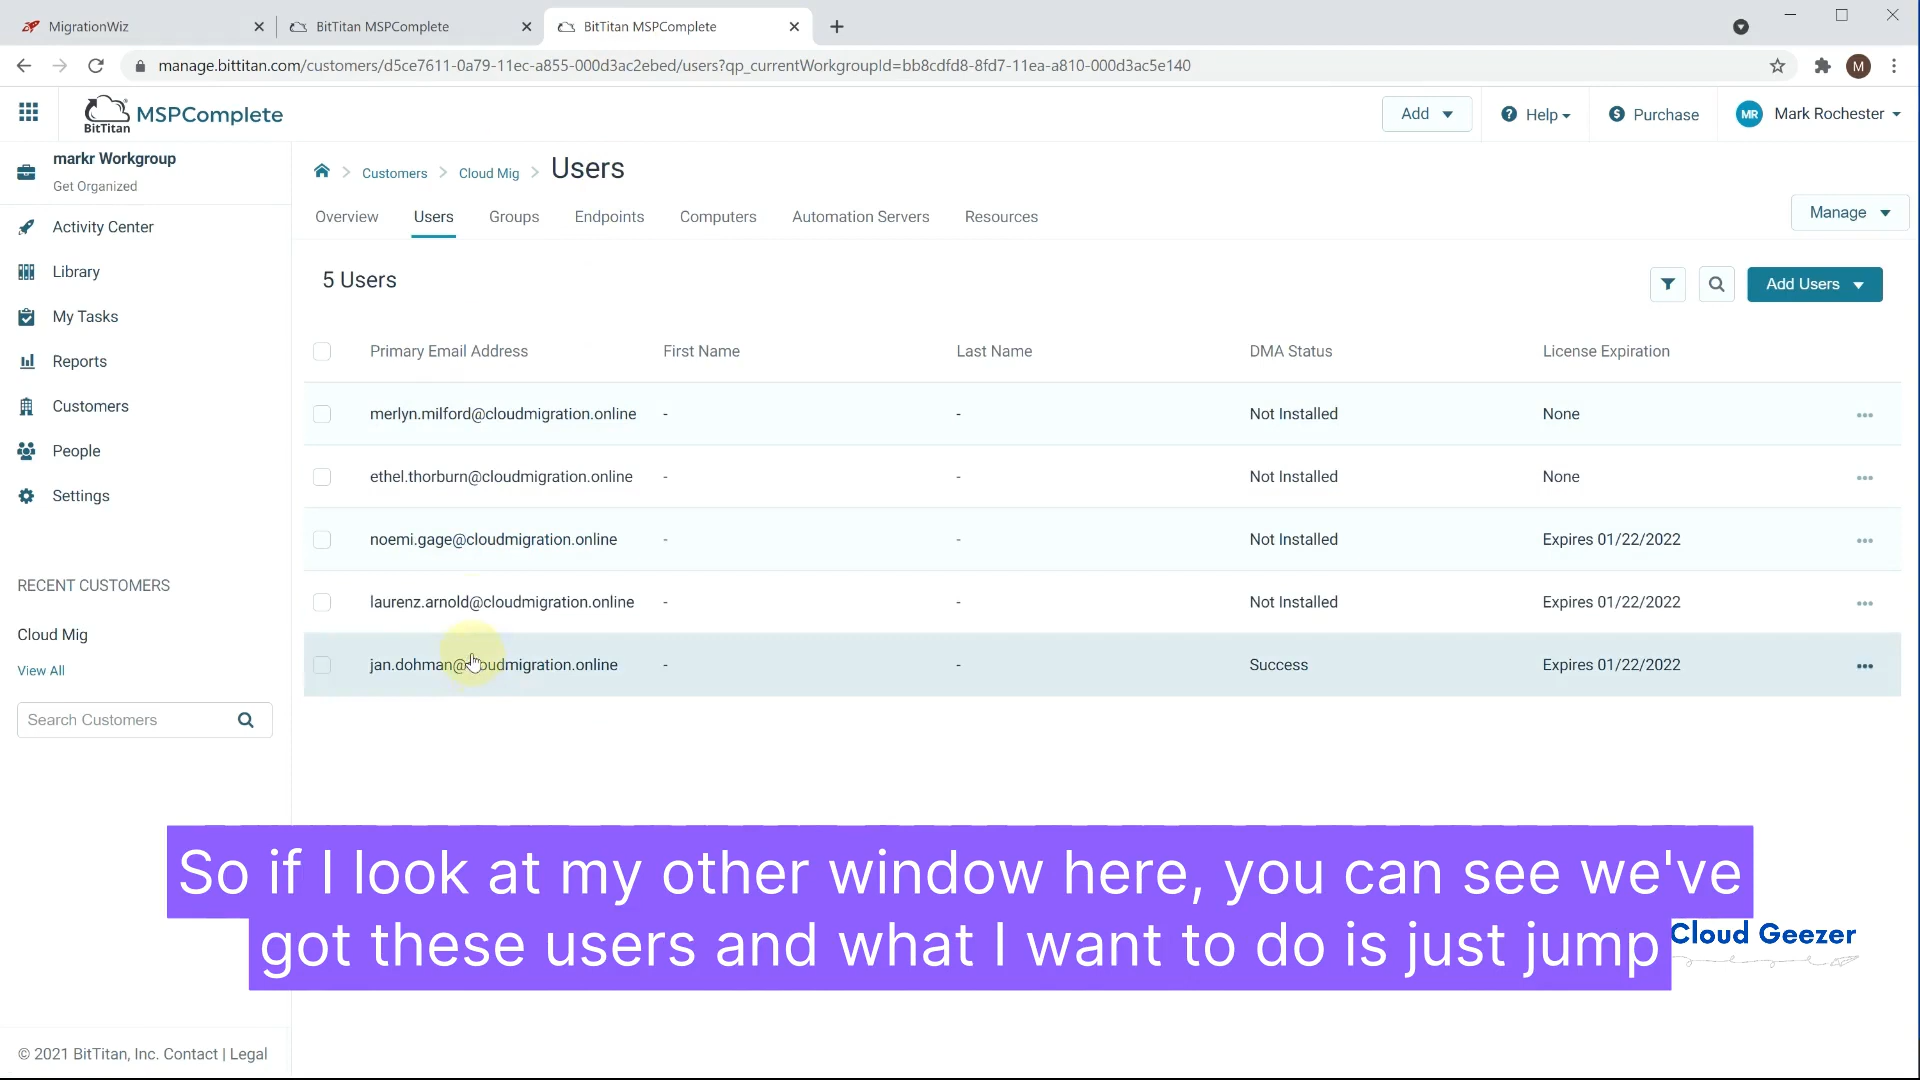 MigrationWiz
BitTitan MSPComplete
BitTitan MSPComplete
manage.bittitan.com/customers/d5ce7611-0a79-11ec-a855-000d3ac2ebed/users?qp_currentWorkgroupId=bb8cdfd8-8fd7-11ea-a810-000d3ac5e140
M
BitTitan MSPComplete
Add
? Help
$ Purchase
MR Mark Rochester
markr Workgroup
Get Organized
Activity Center
Library
My Tasks
Reports
Customers
People
Settings
RECENT CUSTOMERS
Cloud Mig
View All
Search Customers
Customers > Cloud Mig > Users
Overview Users Groups Endpoints Computers Automation Servers Resources
Manage
5 Users
Add Users
Primary Email Address First Name Last Name DMA Status License Expiration
merlyn.milford@cloudmigration.online - - Not Installed None
ethel.thorburn@cloudmigration.online - - Not Installed None
noemi.gage@cloudmigration.online - - Not Installed Expires 01/22/2022
laurenz.arnold@cloudmigration.online - - Not Installed Expires 01/22/2022
jan.dohman@cloudmigration.online - - Success Expires 01/22/2022
So if I look at my other window here, you can see we've
got these users and what I want to do is just jump
Cloud Geezer
© 2021 BitTitan, Inc. Contact | Legal